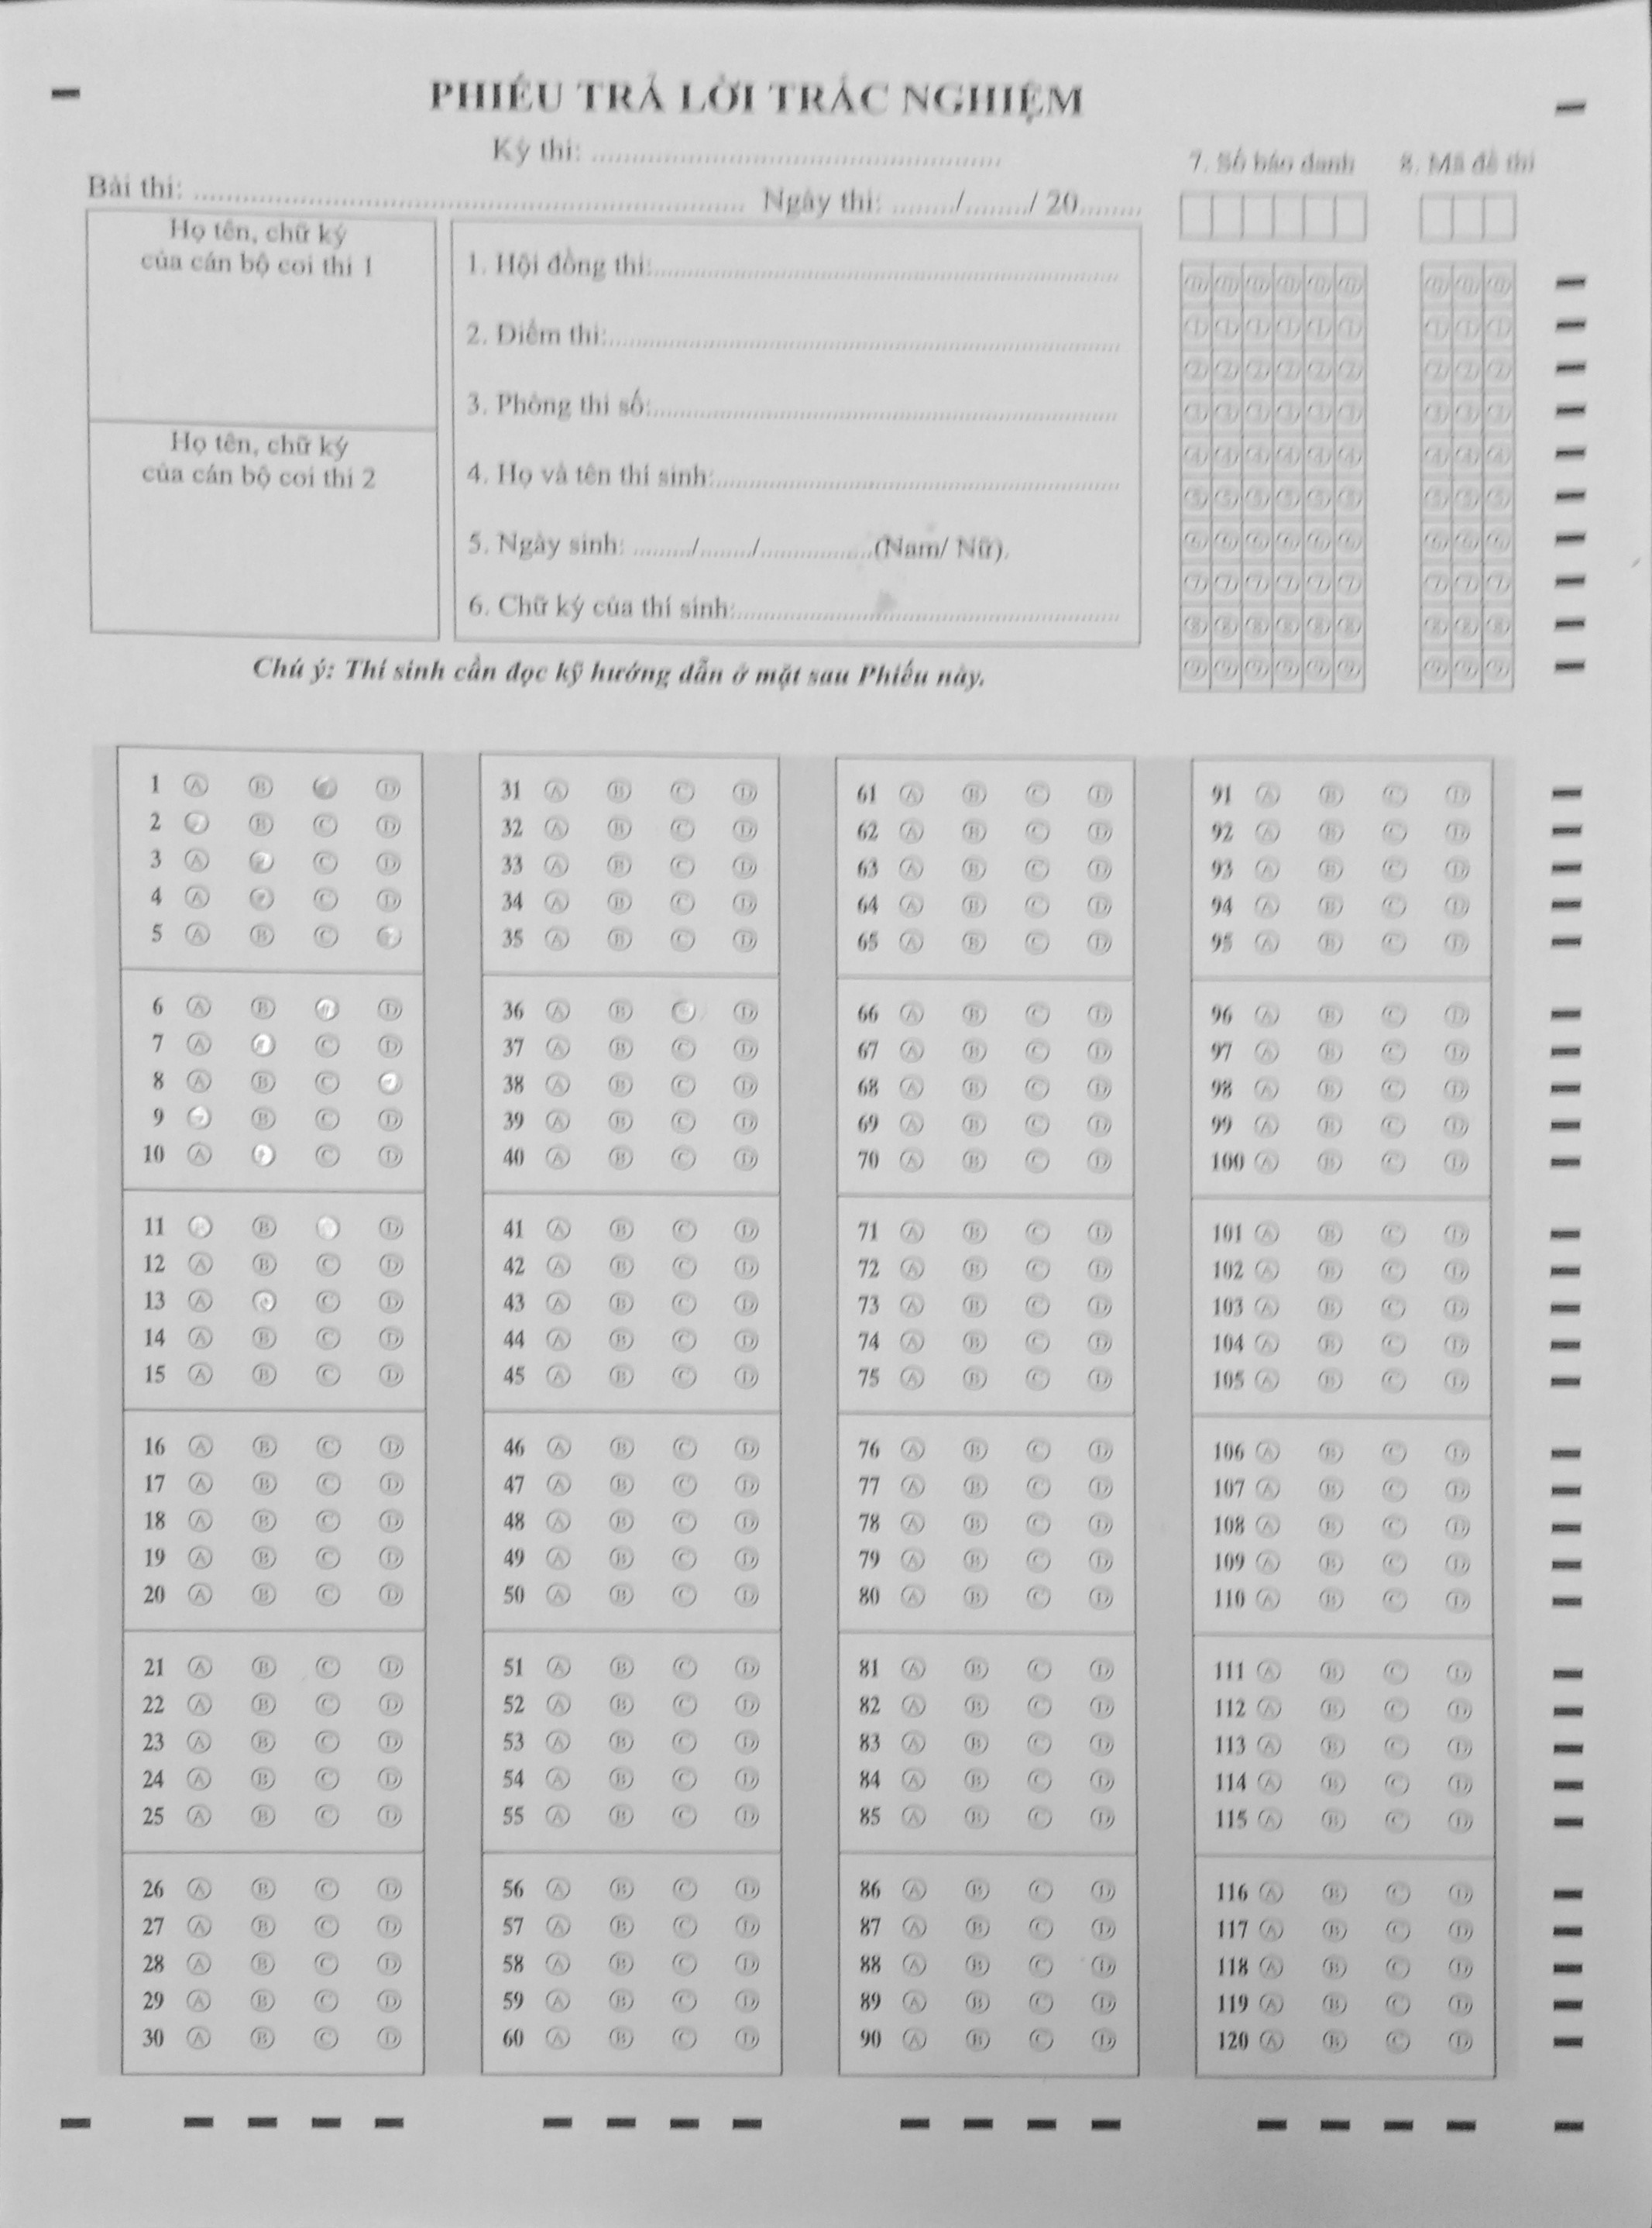 PHIẾU TRẢ LỜI TRẮC NGHIỆM
Kỳ thi: ................................................
Bài thi: ................................................ Ngày thi: ......../......../ 20........
7. Số báo danh 8. Mã đề thi
Họ tên, chữ ký
của cán bộ coi thi 1
Họ tên, chữ ký
của cán bộ coi thi 2
1. Hội đồng thi:................................................
2. Điểm thi:................................................
3. Phòng thi số:................................................
4. Họ và tên thí sinh:................................................
5. Ngày sinh: ........./......../..................(Nam/ Nữ).
6. Chữ ký của thí sinh:................................................
0 0 0 0 0 0 0 0 0
1 1 1 1 1 1 1 1 1
2 2 2 2 2 2 2 2 2
3 3 3 3 3 3 3 3 3
4 4 4 4 4 4 4 4 4
5 5 5 5 5 5 5 5 5
6 6 6 6 6 6 6 6 6
7 7 7 7 7 7 7 7 7
8 8 8 8 8 8 8 8 8
9 9 9 9 9 9 9 9 9
Chú ý: Thí sinh cần đọc kỹ hướng dẫn ở mặt sau Phiếu này.
1 A B D
2 B C D
3 A C D
4 A C D
5 A B C
6 A B D
7 A C D
8 A B C
9 B C D
10 A C D
11 B D
12 A B C D
13 A C D
14 A B C D
15 A B C D
16 A B C D
17 A B C D
18 A B C D
19 A B C D
20 A B C D
21 A B C D
22 A B C D
23 A B C D
24 A B C D
25 A B C D
26 A B C D
27 A B C D
28 A B C D
29 A B C D
30 A B C D
31 A B C D
32 A B C D
33 A B C D
34 A B C D
35 A B C D
36 A B D
37 A B C D
38 A B C D
39 A B C D
40 A B C D
41 A B C D
42 A B C D
43 A B C D
44 A B C D
45 A B C D
46 A B C D
47 A B C D
48 A B C D
49 A B C D
50 A B C D
51 A B C D
52 A B C D
53 A B C D
54 A B C D
55 A B C D
56 A B C D
57 A B C D
58 A B C D
59 A B C D
60 A B C D
61 A B C D
62 A B C D
63 A B C D
64 A B C D
65 A B C D
66 A B C D
67 A B C D
68 A B C D
69 A B C D
70 A B C D
71 A B C D
72 A B C D
73 A B C D
74 A B C D
75 A B C D
76 A B C D
77 A B C D
78 A B C D
79 A B C D
80 A B C D
81 A B C D
82 A B C D
83 A B C D
84 A B C D
85 A B C D
86 A B C D
87 A B C D
88 A B C D
89 A B C D
90 A B C D
91 A B C D
92 A B C D
93 A B C D
94 A B C D
95 A B C D
96 A B C D
97 A B C D
98 A B C D
99 A B C D
100 A B C D
101 A B C D
102 A B C D
103 A B C D
104 A B C D
105 A B C D
106 A B C D
107 A B C D
108 A B C D
109 A B C D
110 A B C D
111 A B C D
112 A B C D
113 A B C D
114 A B C D
115 A B C D
116 A B C D
117 A B C D
118 A B C D
119 A B C D
120 A B C D